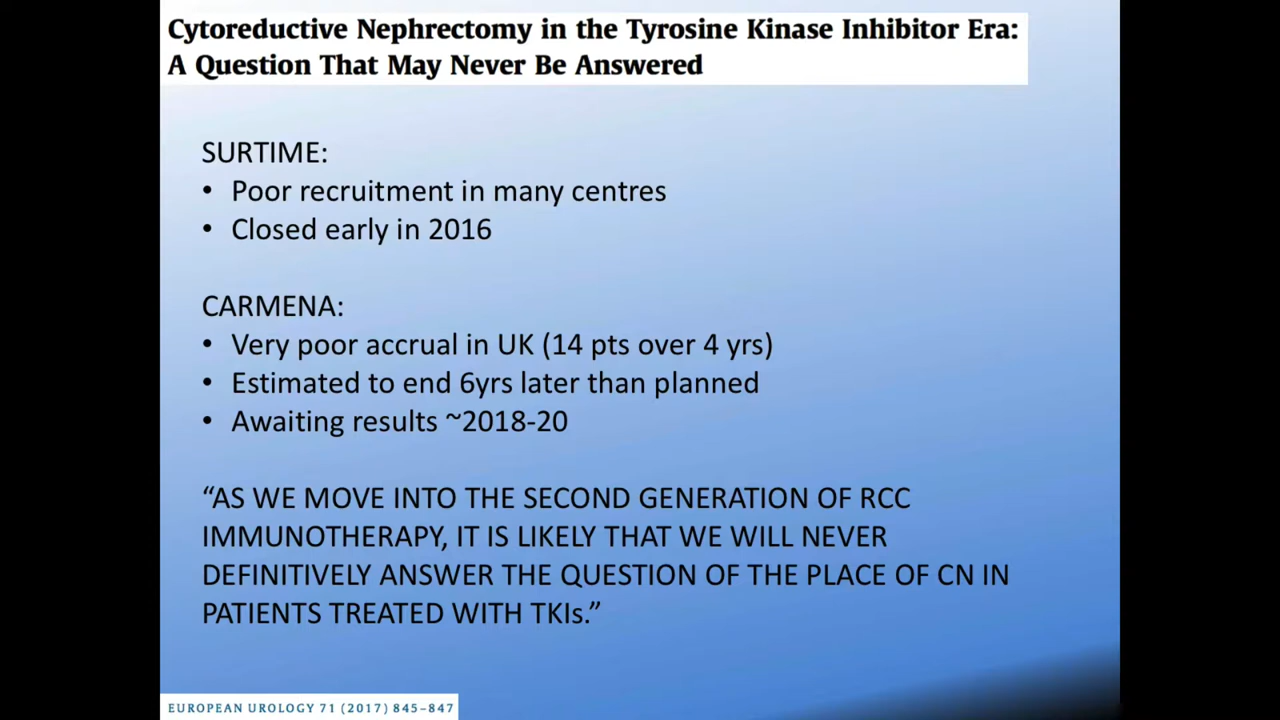 Cytoreductive Nephrectomy in the Tyrosine Kinase Inhibitor Era:
A Question That May Never Be Answered
SURTIME:
• Poor recruitment in many centres
• Closed early in 2016
CARMENA:
• Very poor accrual in UK (14 pts over 4 yrs)
• Estimated to end 6yrs later than planned
• Awaiting results ~2018-20
“AS WE MOVE INTO THE SECOND GENERATION OF RCC
IMMUNOTHERAPY, IT IS LIKELY THAT WE WILL NEVER
DEFINITIVELY ANSWER THE QUESTION OF THE PLACE OF CN IN
PATIENTS TREATED WITH TKIs.”
EUROPEAN UROLOGY 71 (2017) 845–847